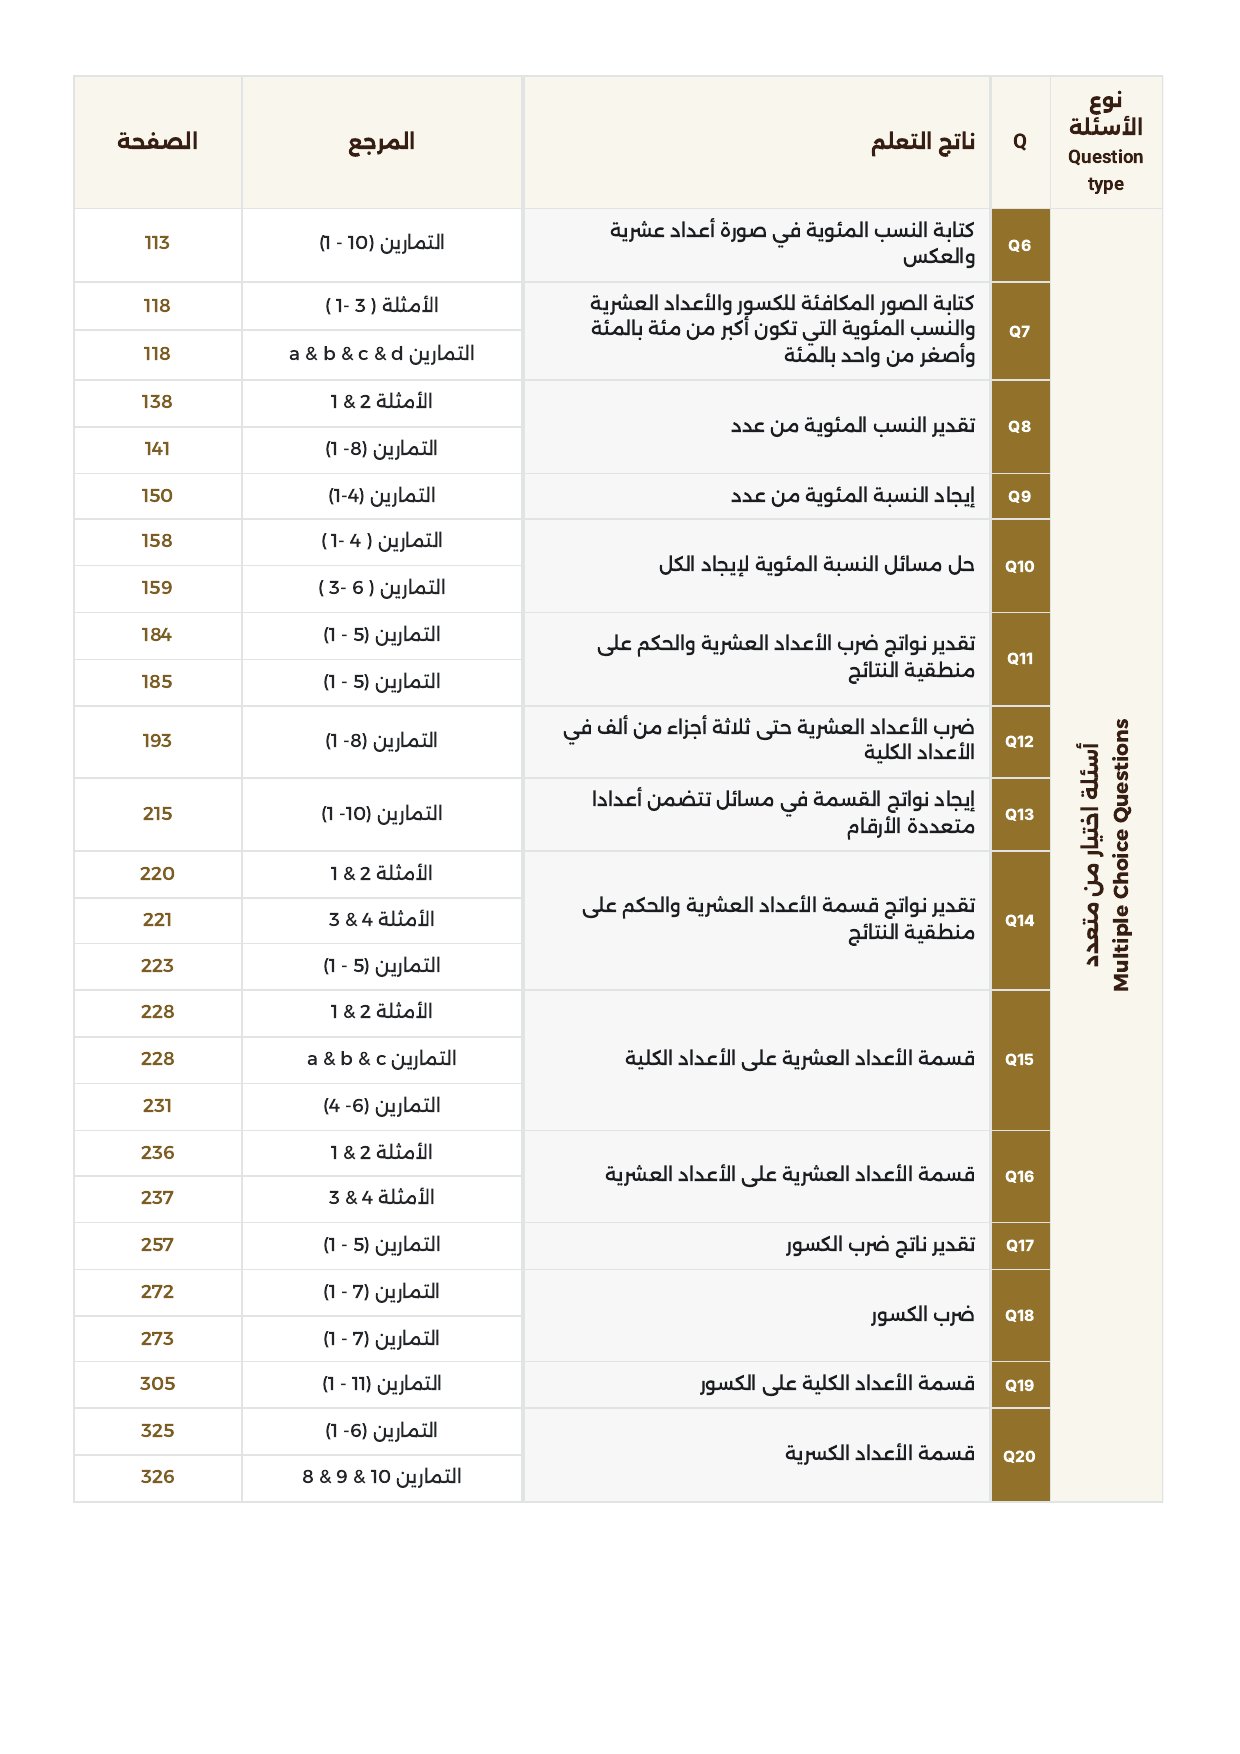 نوع
الأسئلة
Question
type
Q
ناتج التعلم
المرجع
الصفحة
أسئلة اختيار من متعدد
Multiple Choice Questions
Q6
كتابة النسب المئوية في صورة أعداد عشرية
والعكس
التمارين (10 - 1)
113
Q7
كتابة الصور المكافئة للكسور والأعداد العشرية
والنسب المئوية التي تكون أكبر من مئة بالمئة
وأصغر من واحد بالمئة
الأمثلة ( 3 -1 )
118
التمارين a & b & c & d
118
Q8
تقدير النسب المئوية من عدد
الأمثلة 2 & 1
138
التمارين (8- 1)
141
Q9
إيجاد النسبة المئوية من عدد
التمارين (4-1)
150
Q10
حل مسائل النسبة المئوية لإيجاد الكل
التمارين ( 4 -1 )
158
التمارين ( 6 -3 )
159
Q11
تقدير نواتج ضرب الأعداد العشرية والحكم على
منطقية النتائج
التمارين (5 - 1)
184
التمارين (5 - 1)
185
Q12
ضرب الأعداد العشرية حتى ثلاثة أجزاء من ألف في
الأعداد الكلية
التمارين (8- 1)
193
Q13
إيجاد نواتج القسمة في مسائل تتضمن أعدادا
متعددة الأرقام
التمارين (10- 1)
215
Q14
تقدير نواتج قسمة الأعداد العشرية والحكم على
منطقية النتائج
الأمثلة 2 & 1
220
الأمثلة 4 & 3
221
التمارين (5 - 1)
223
Q15
قسمة الأعداد العشرية على الأعداد الكلية
الأمثلة 2 & 1
228
التمارين a & b & c
228
التمارين (6- 4)
231
Q16
قسمة الأعداد العشرية على الأعداد العشرية
الأمثلة 2 & 1
236
الأمثلة 4 & 3
237
Q17
تقدير ناتج ضرب الكسور
التمارين (5 - 1)
257
Q18
ضرب الكسور
التمارين (7 - 1)
272
التمارين (7 - 1)
273
Q19
قسمة الأعداد الكلية على الكسور
التمارين (11 - 1)
305
Q20
قسمة الأعداد الكسرية
التمارين (6- 1)
325
التمارين 10 & 9 & 8
326